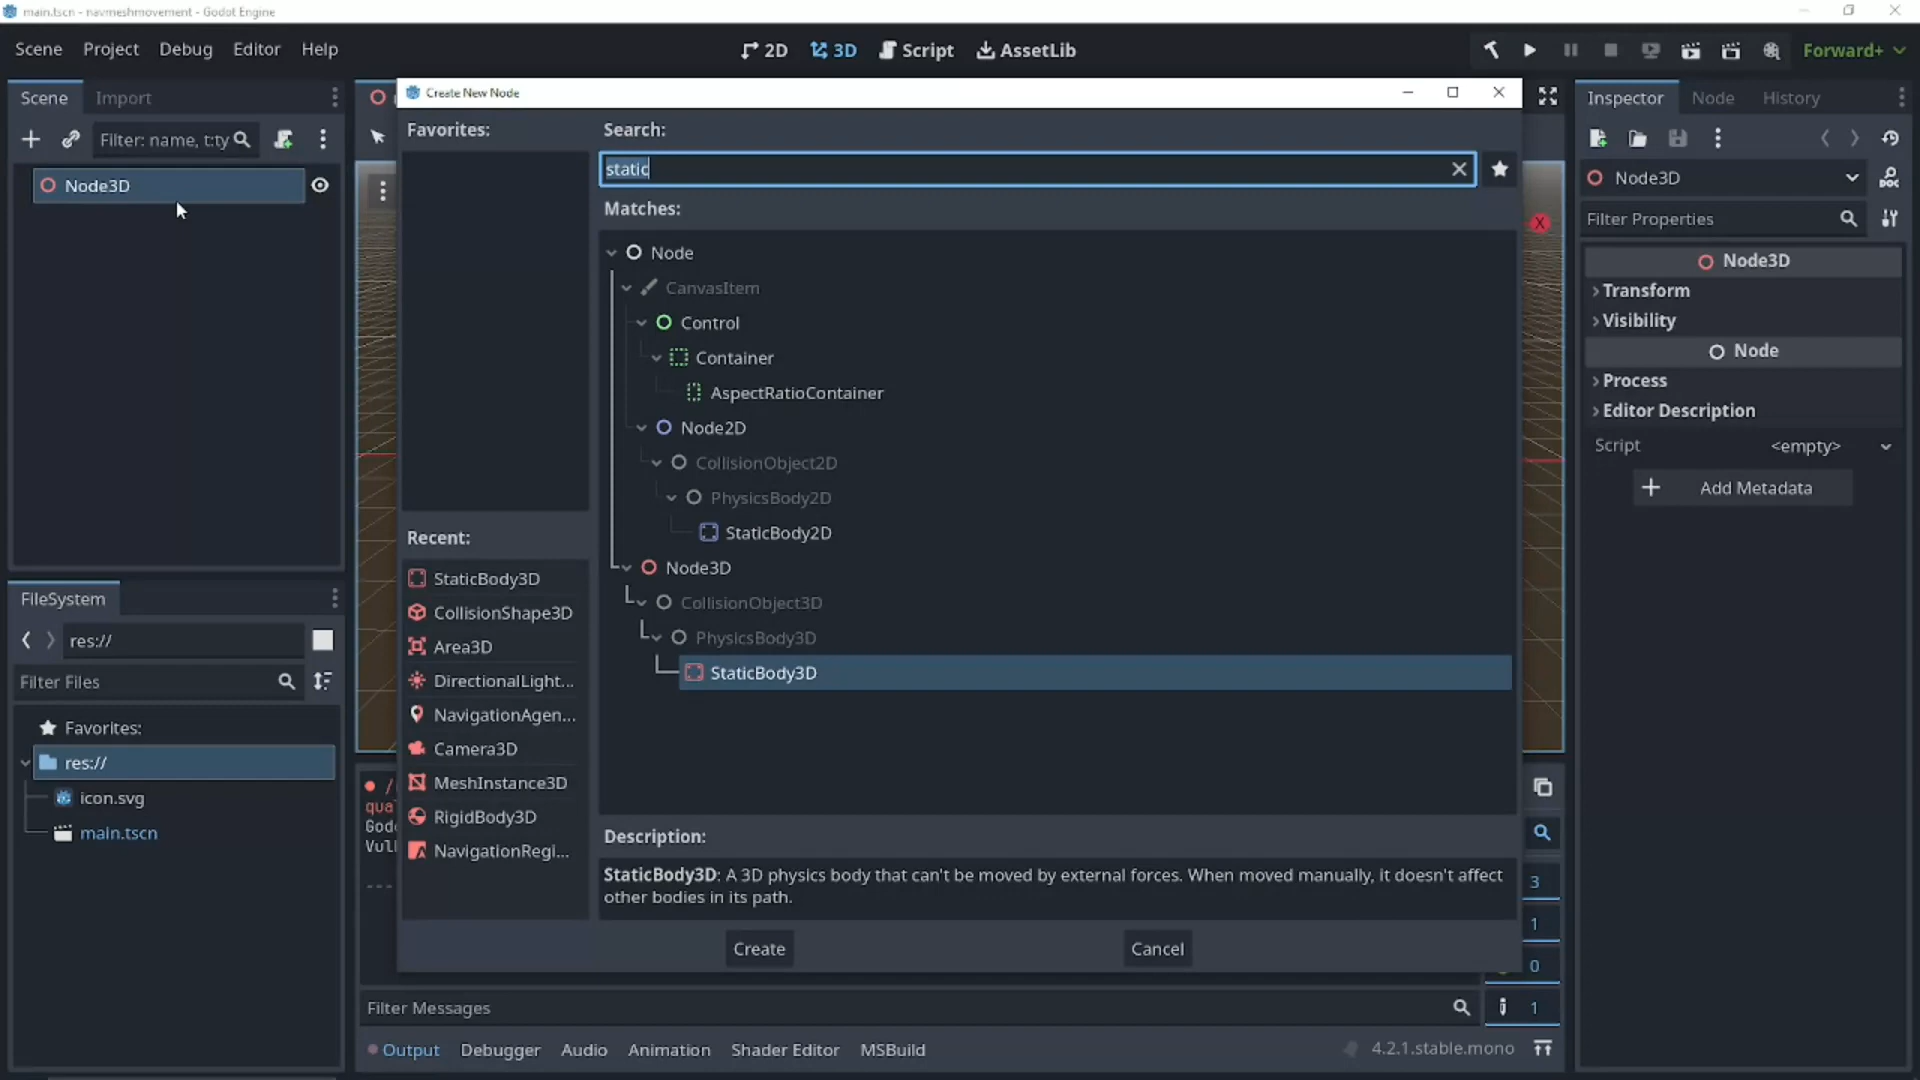 main.tscn - navmeshmovement - Godot Engine
Scene Project Debug Editor Help
2D 3D Script AssetLib
Forward+
Scene Import
Filter: name, t:ty
Node3D
FileSystem
res://
Filter Files
Favorites:
res://
icon.svg
main.tscn
Create New Node
Favorites:
Recent:
StaticBody3D
CollisionShape3D
Area3D
DirectionalLight...
NavigationAgen...
Camera3D
MeshInstance3D
RigidBody3D
NavigationRegi...
Search:
static
Matches:
Node
CanvasItem
Control
Container
AspectRatioContainer
Node2D
CollisionObject2D
PhysicsBody2D
StaticBody2D
Node3D
CollisionObject3D
PhysicsBody3D
StaticBody3D
Description:
StaticBody3D: A 3D physics body that can't be moved by external forces. When moved manually, it doesn't affect
other bodies in its path.
Create Cancel
X
qua
God
Vul
---
3
1
0
1
Filter Messages
Output Debugger Audio Animation Shader Editor MSBuild
4.2.1.stable.mono
Inspector Node History
Node3D
DOC
Filter Properties
Node3D
Transform
Visibility
Node
Process
Editor Description
Script <empty>
Add Metadata